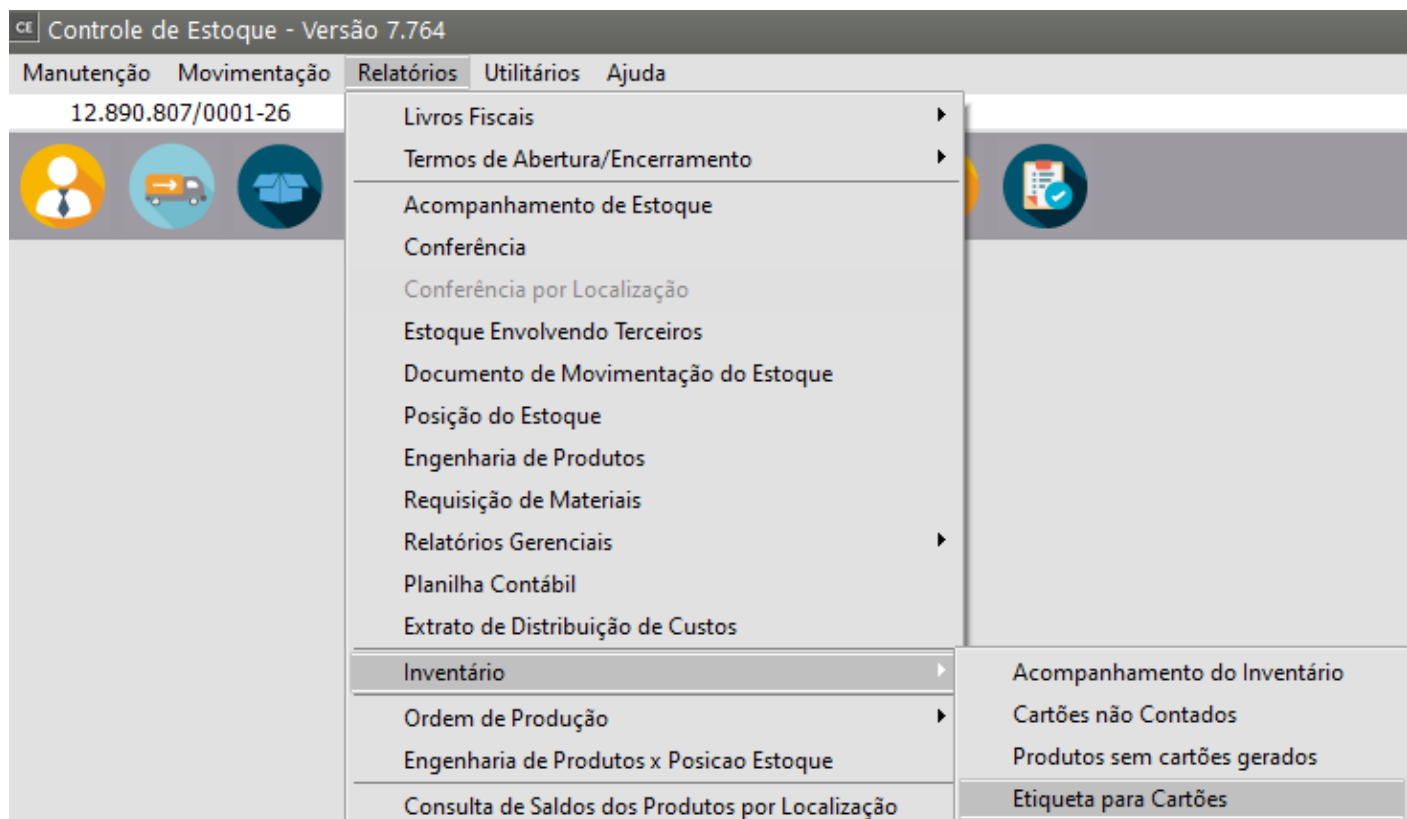 CE Controle de Estoque - Versão 7.764
Manutenção Movimentação Relatórios Utilitários Ajuda
12.890.807/0001-26
Livros Fiscais
Termos de Abertura/Encerramento
Acompanhamento de Estoque
Conferência
Conferência por Localização
Estoque Envolvendo Terceiros
Documento de Movimentação do Estoque
Posição do Estoque
Engenharia de Produtos
Requisição de Materiais
Relatórios Gerenciais
Planilha Contábil
Extrato de Distribuição de Custos
Inventário
Ordem de Produção
Engenharia de Produtos x Posicao Estoque
Consulta de Saldos dos Produtos por Localização
Acompanhamento do Inventário
Cartões não Contados
Produtos sem cartões gerados
Etiqueta para Cartões